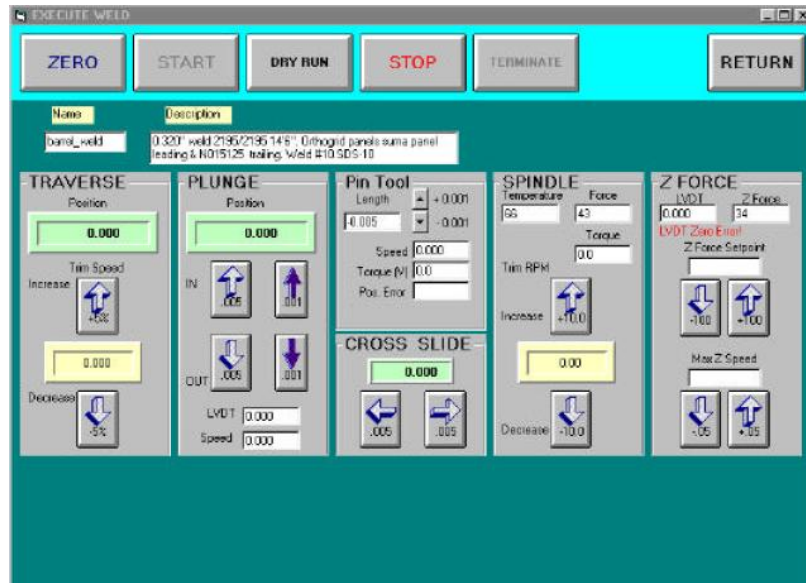 EXECUTE WELD
ZERO START DRY RUN STOP TERMINATE RETURN
Name Description
barrel_weld 0.320" weld 2195/2195 14'6", Orthogrid panels suma panel
leading & NO15125 trailing. Weld #10 SDS-10
TRAVERSE
Position
0.000
Trim Speed
Increase
+5%
0.000
Decrease
-5%
PLUNGE
Position
0.000
IN
.005 .001
OUT
.005 .001
LVDT 0.000
Speed 0.000
Pin Tool
Length
+ 0.001
-0.005
- 0.001
Speed 0.000
Torque (V) 0.0
Pos. Error
CROSS SLIDE
0.000
.005 .005
SPINDLE
Temperature Force
66 43
Torque
0.0
Trim RPM
Increase
+10.0
0.00
Decrease
-10.0
Z FORCE
LVDT Z Force
0.000 34
LVDT Zero Error!
Z Force Setpoint
-100 +100
Max Z Speed
-.05 +.05